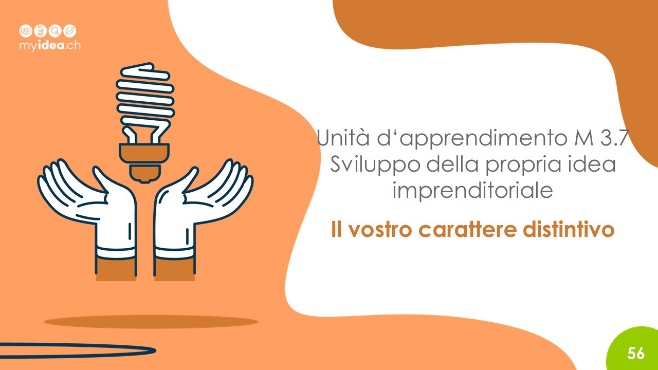 myidea.ch
Unità d‘apprendimento M 3.7
Sviluppo della propria idea
imprenditoriale
Il vostro carattere distintivo
56